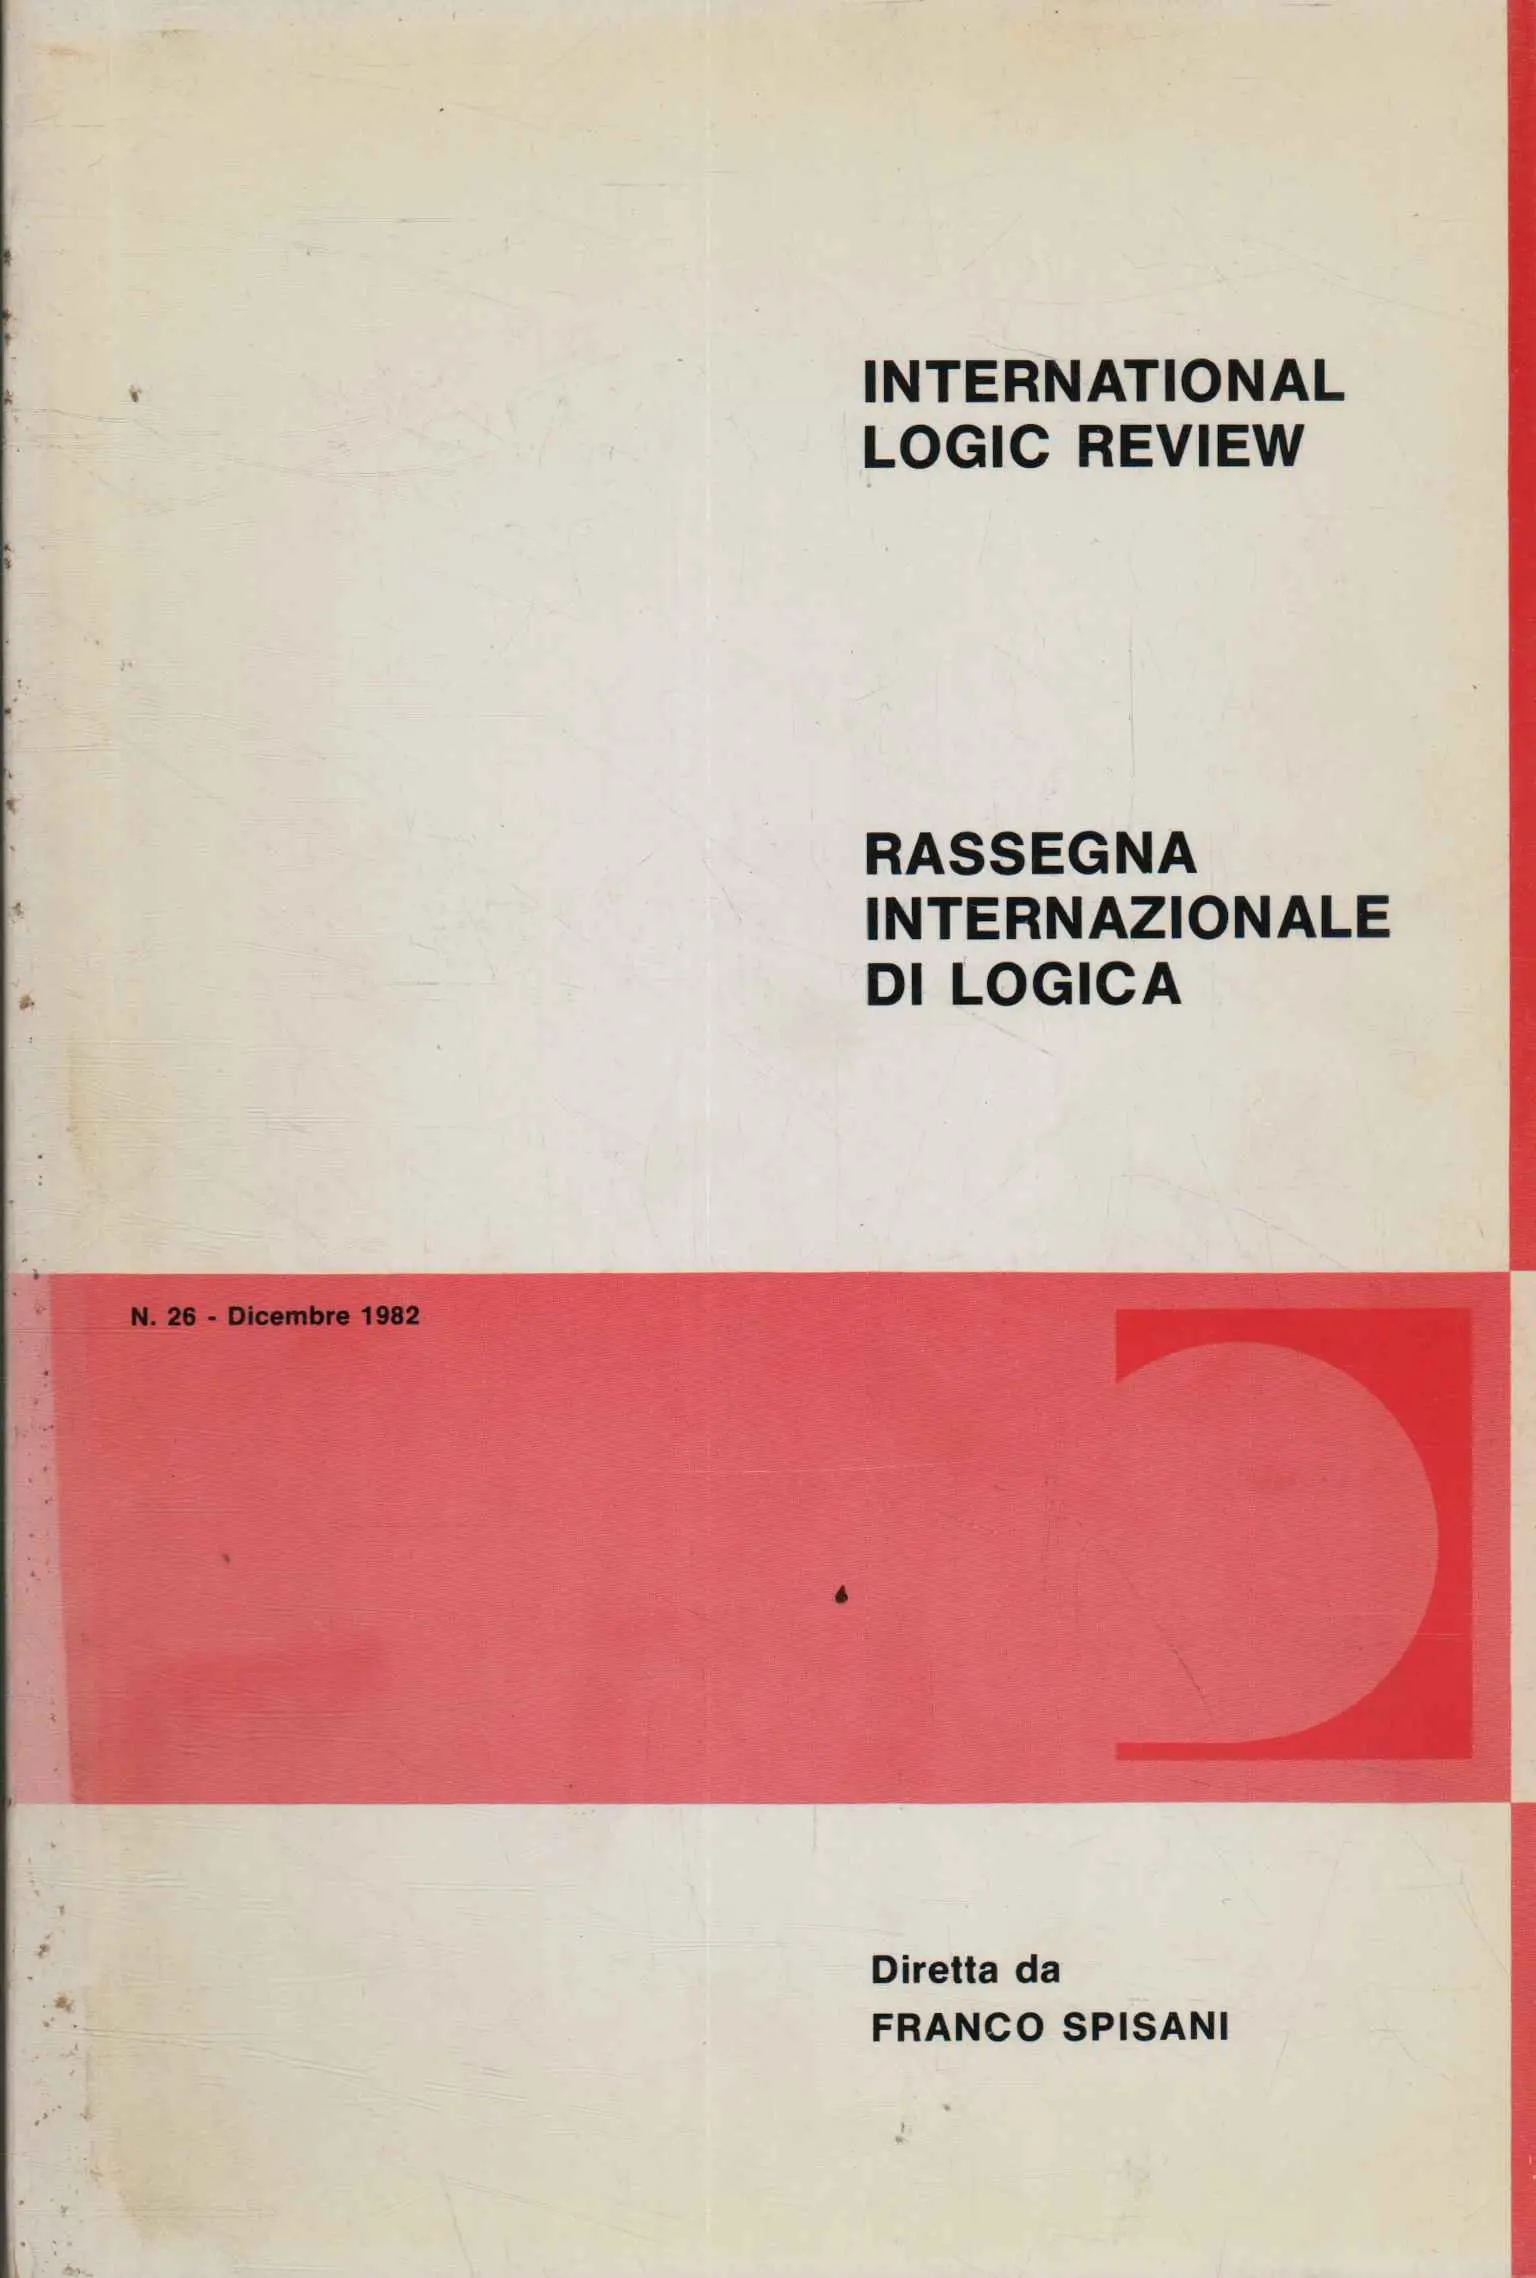 INTERNATIONAL
LOGIC REVIEW
RASSEGNA
INTERNAZIONALE
DI LOGICA
N. 26 - Dicembre 1982
Diretta da
FRANCO SPISANI